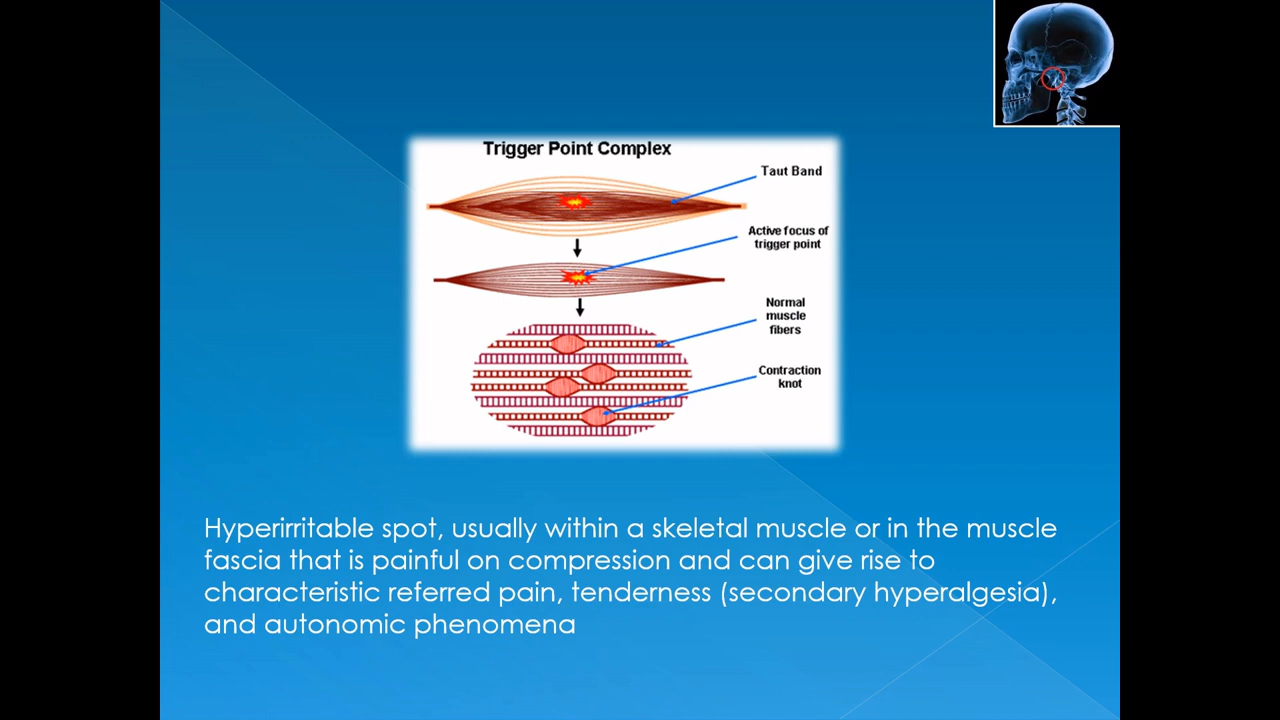 Trigger Point Complex
Taut Band
Active focus of
trigger point
Normal
muscle
fibers
Contraction
knot
Hyperirritable spot, usually within a skeletal muscle or in the muscle
fascia that is painful on compression and can give rise to
characteristic referred pain, tenderness (secondary hyperalgesia),
and autonomic phenomena